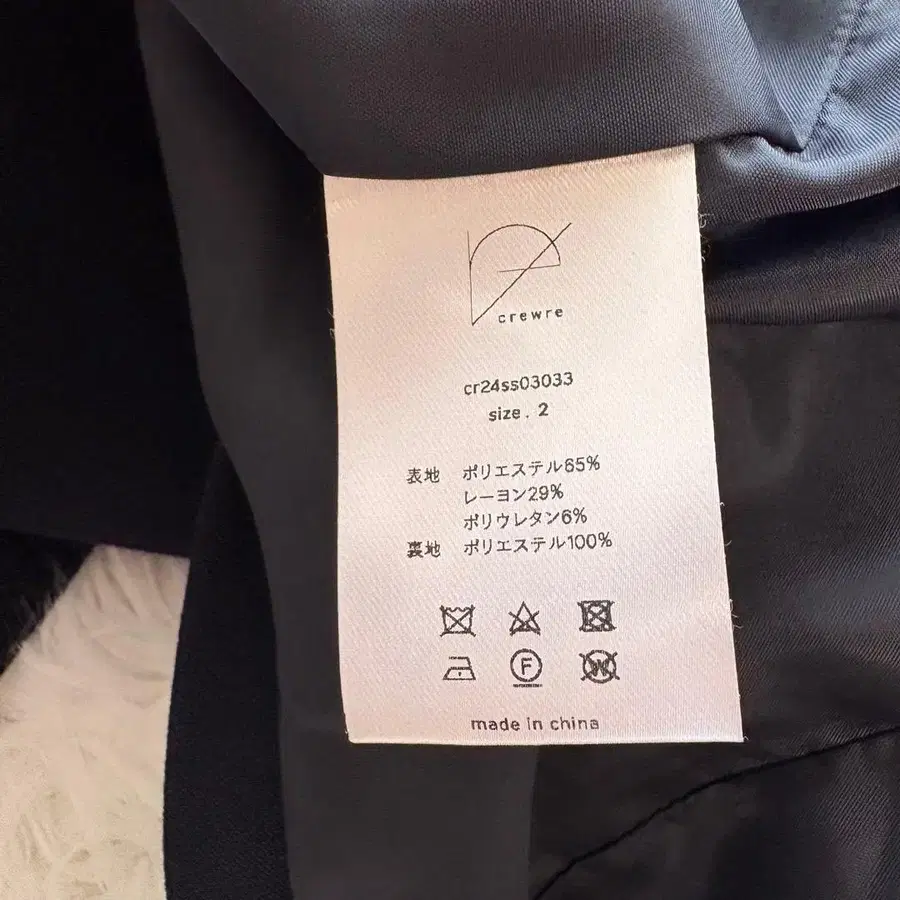 crewre
cr24ss03033
size. 2
表地 ポリエステル65%
レーヨン29%
ポリウレタン6%
裏地 ポリエステル100%
F W
made in china